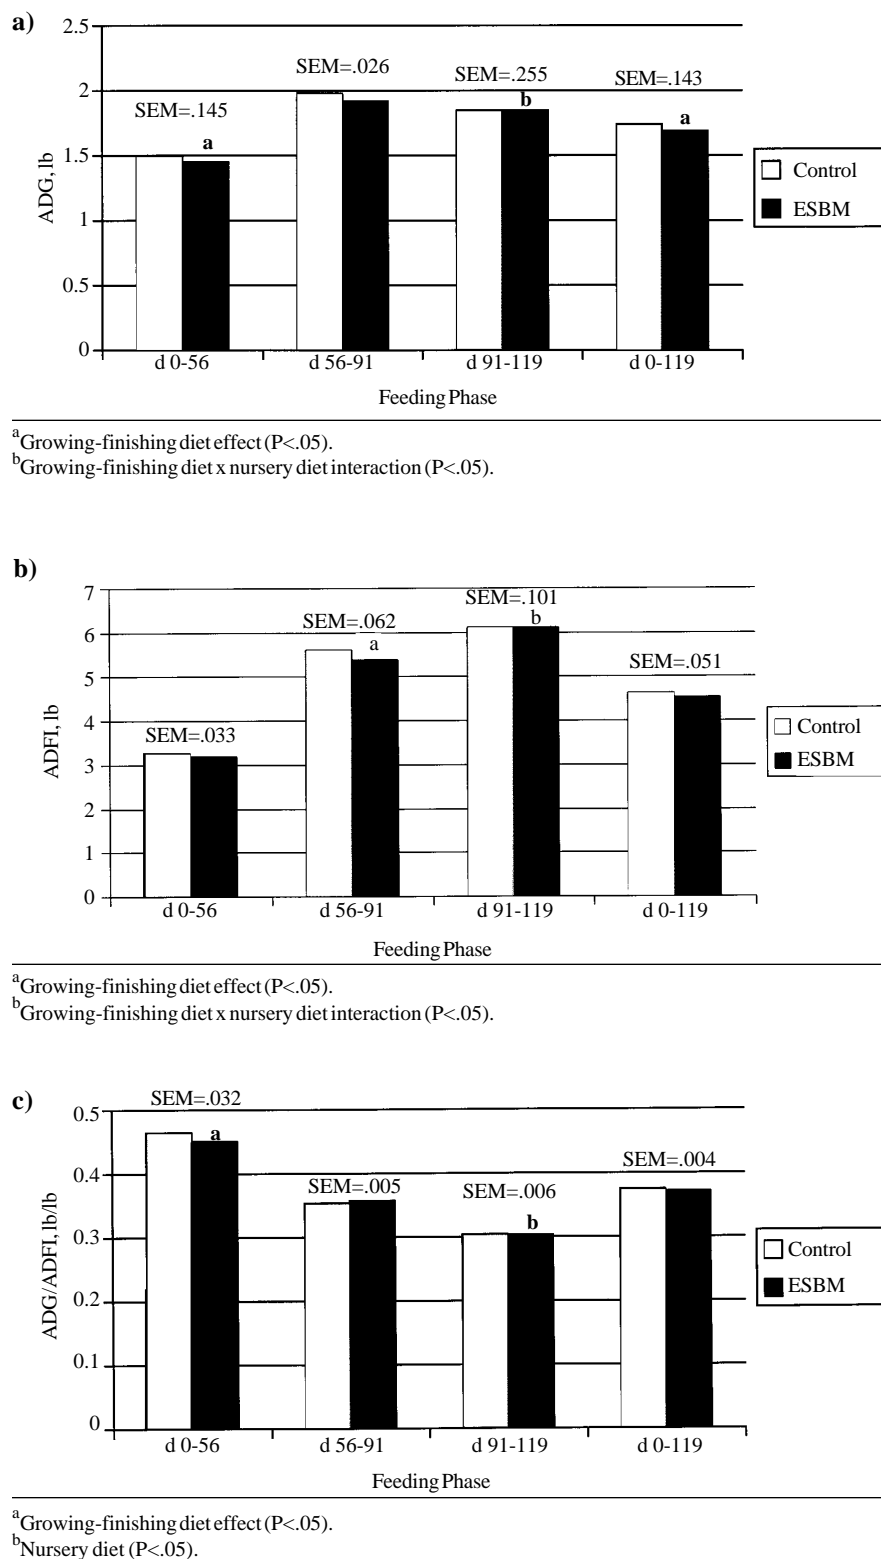 a)
2.5
2
1.5
1
0.5
0
ADG, lb
SEM=.145
SEM=.026
SEM=.255
SEM=.143
a
b
a
Control
ESBM
d 0-56
d 56-91
d 91-119
d 0-119
Feeding Phase
aGrowing-finishing diet effect (P<.05).
bGrowing-finishing diet x nursery diet interaction (P<.05).
b)
7
6
5
4
3
2
1
0
ADFI, lb
SEM=.033
SEM=.062
SEM=.101
SEM=.051
a
b
Control
ESBM
d 0-56
d 56-91
d 91-119
d 0-119
Feeding Phase
aGrowing-finishing diet effect (P<.05).
bGrowing-finishing diet x nursery diet interaction (P<.05).
c)
0.5
0.4
0.3
0.2
0.1
0
ADG/ADFI, lb/lb
SEM=.032
SEM=.005
SEM=.006
SEM=.004
a
b
Control
ESBM
d 0-56
d 56-91
d 91-119
d 0-119
Feeding Phase
aGrowing-finishing diet effect (P<.05).
bNursery diet (P<.05).